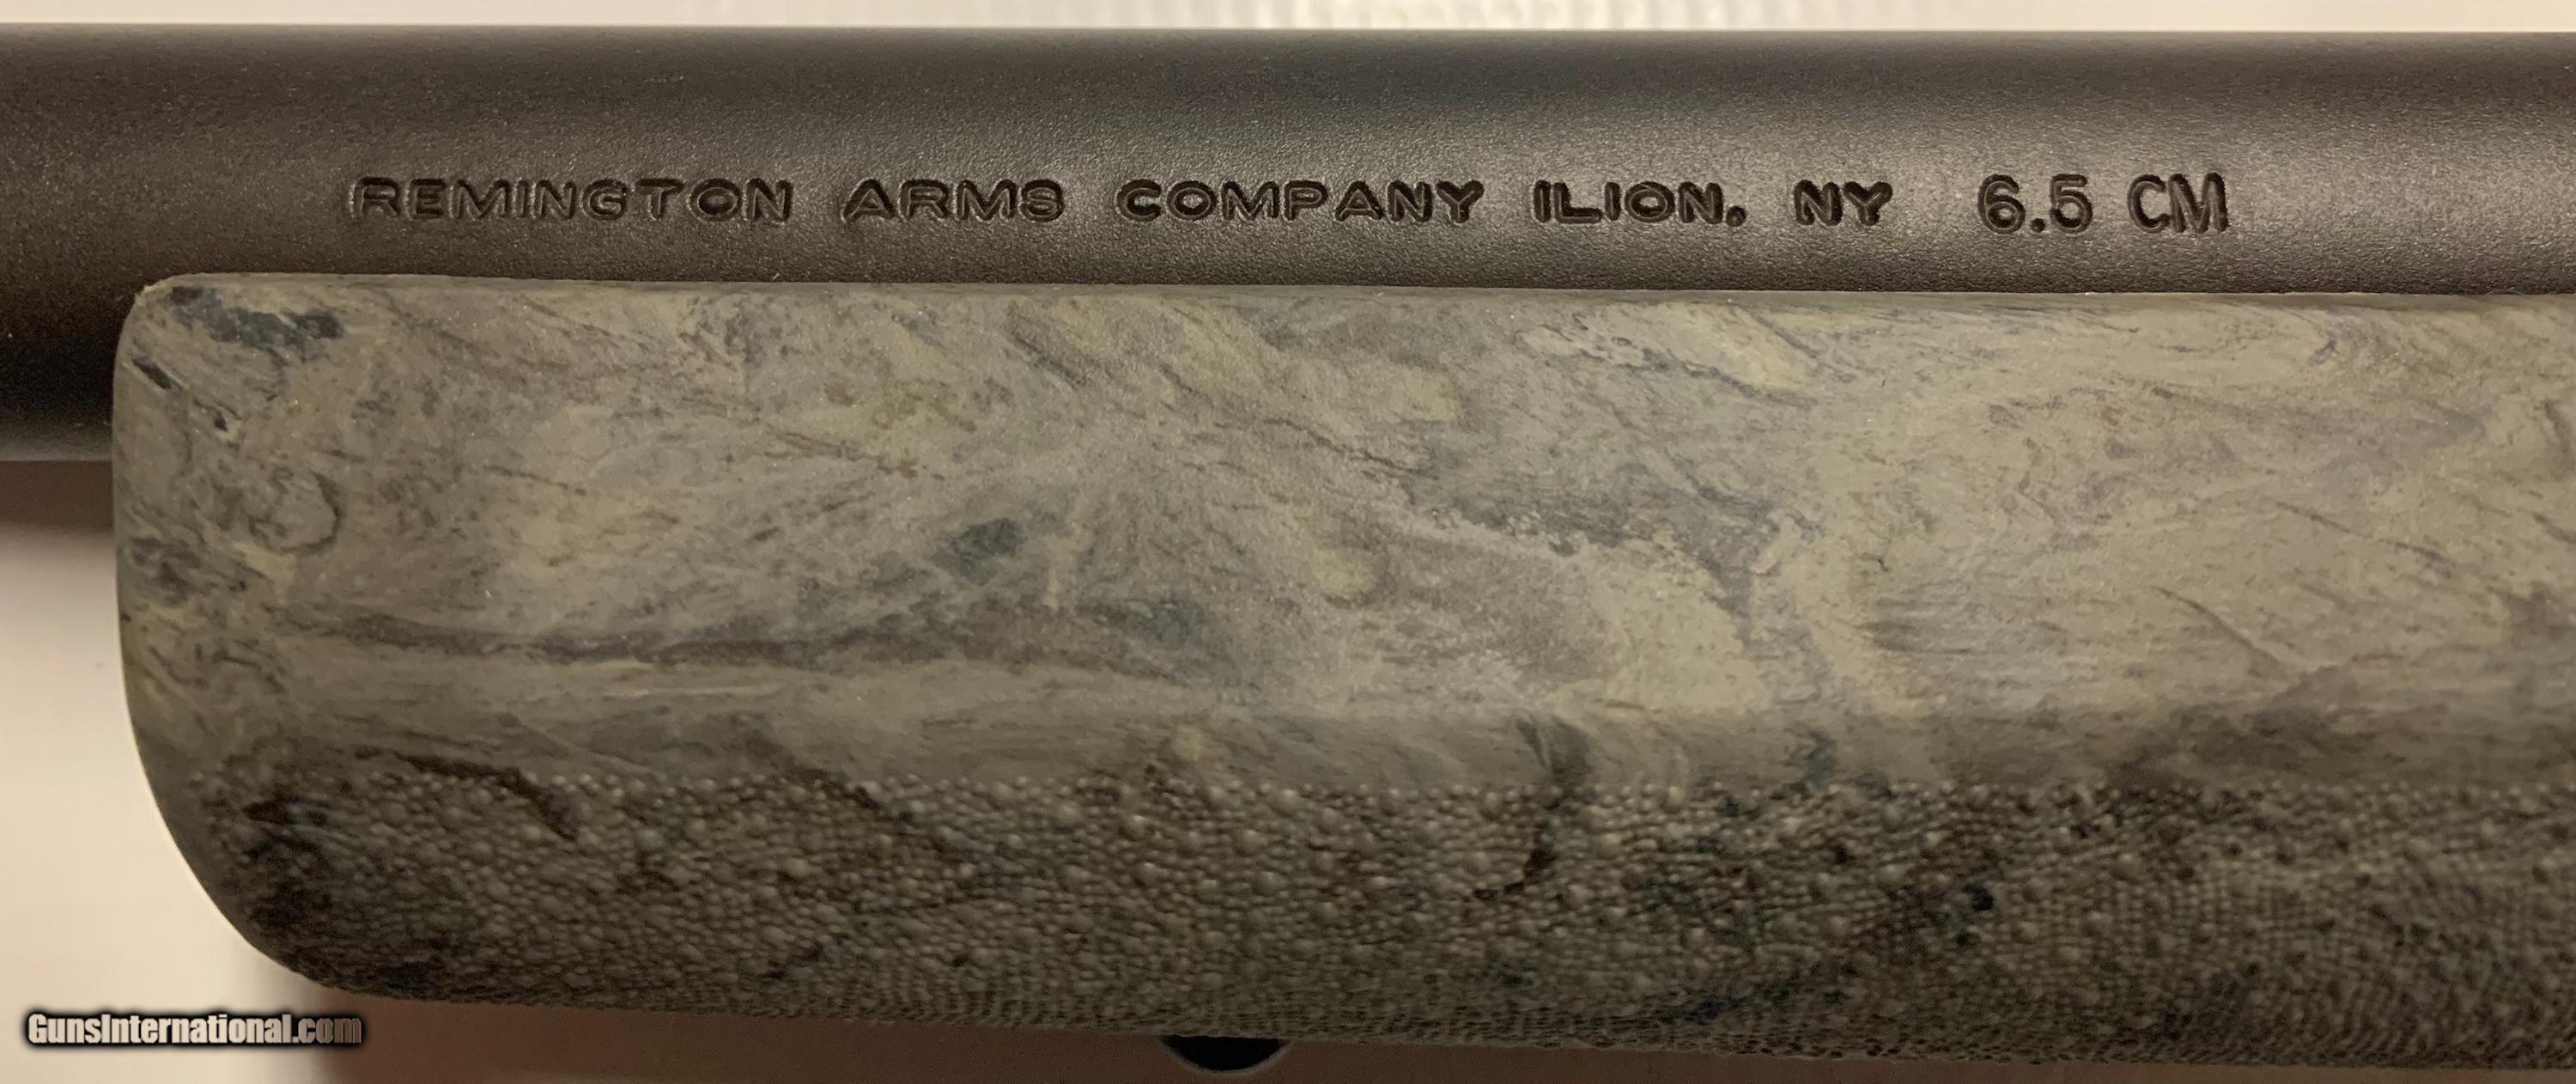 REMINGTON ARMS COMPANY ILION, NY 6.5 CM
GunsInternational.com